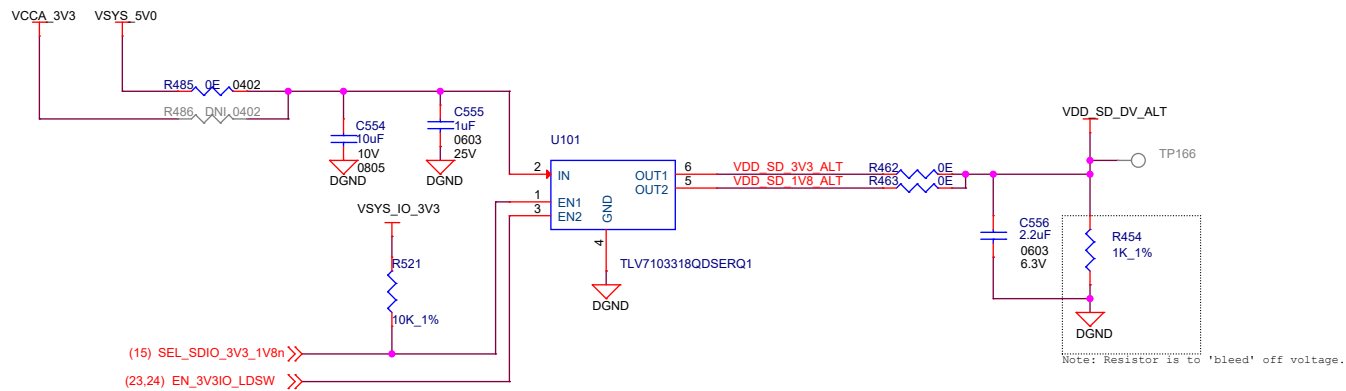 VCCA_3V3
VSYS_5V0
R485 0E 0402
R486 DNI 0402
C554
10uF
10V
0805
DGND
C555
1uF
0603
25V
DGND
VSYS_IO_3V3
R521
10K_1%
(15) SEL_SDIO_3V3_1V8n
(23,24) EN_3V3IO_LDSW
U101
2 IN
1 EN1
3 EN2
GND
4
OUT1 6
OUT2 5
TLV7103318QDSERQ1
DGND
VDD_SD_3V3_ALT
VDD_SD_1V8_ALT
R462 0E
R463 0E
VDD_SD_DV_ALT
TP166
C556
2.2uF
0603
6.3V
R454
1K_1%
DGND
Note: Resistor is to 'bleed' off voltage.